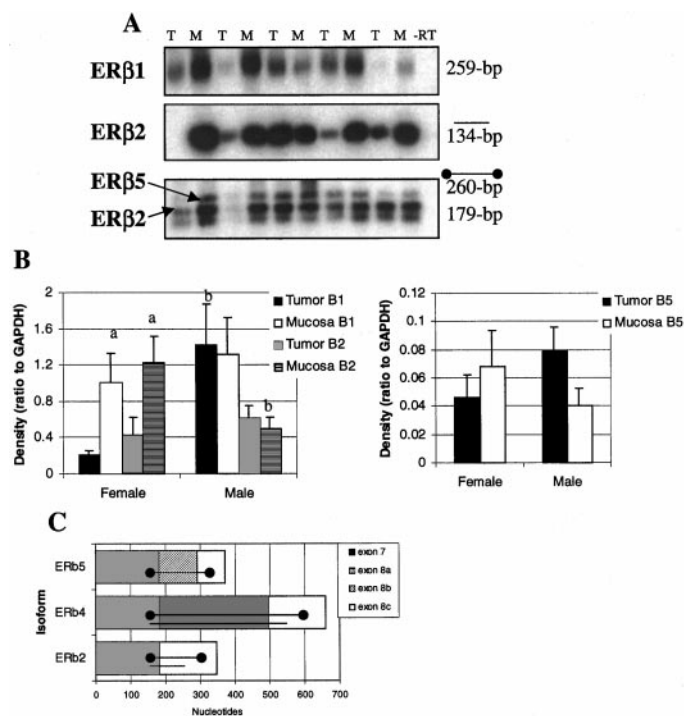 A
T M T M T M T M T M -RT
ERβ1
259-bp
ERβ2
134-bp
ERβ5
260-bp
ERβ2
179-bp
B
Density (ratio to GAPDH)
2
1.6
1.2
0.8
0.4
0
a
a
b
b
Female
Male
Tumor B1
Mucosa B1
Tumor B2
Mucosa B2
Density (ratio to GAPDH)
0.12
0.1
0.08
0.06
0.04
0.02
0
Female
Male
Tumor B5
Mucosa B5
C
Isoform
ERb5
ERb4
ERb2
0 100 200 300 400 500 600 700
Nucleotides
exon 7
exon 8a
exon 8b
exon 8c